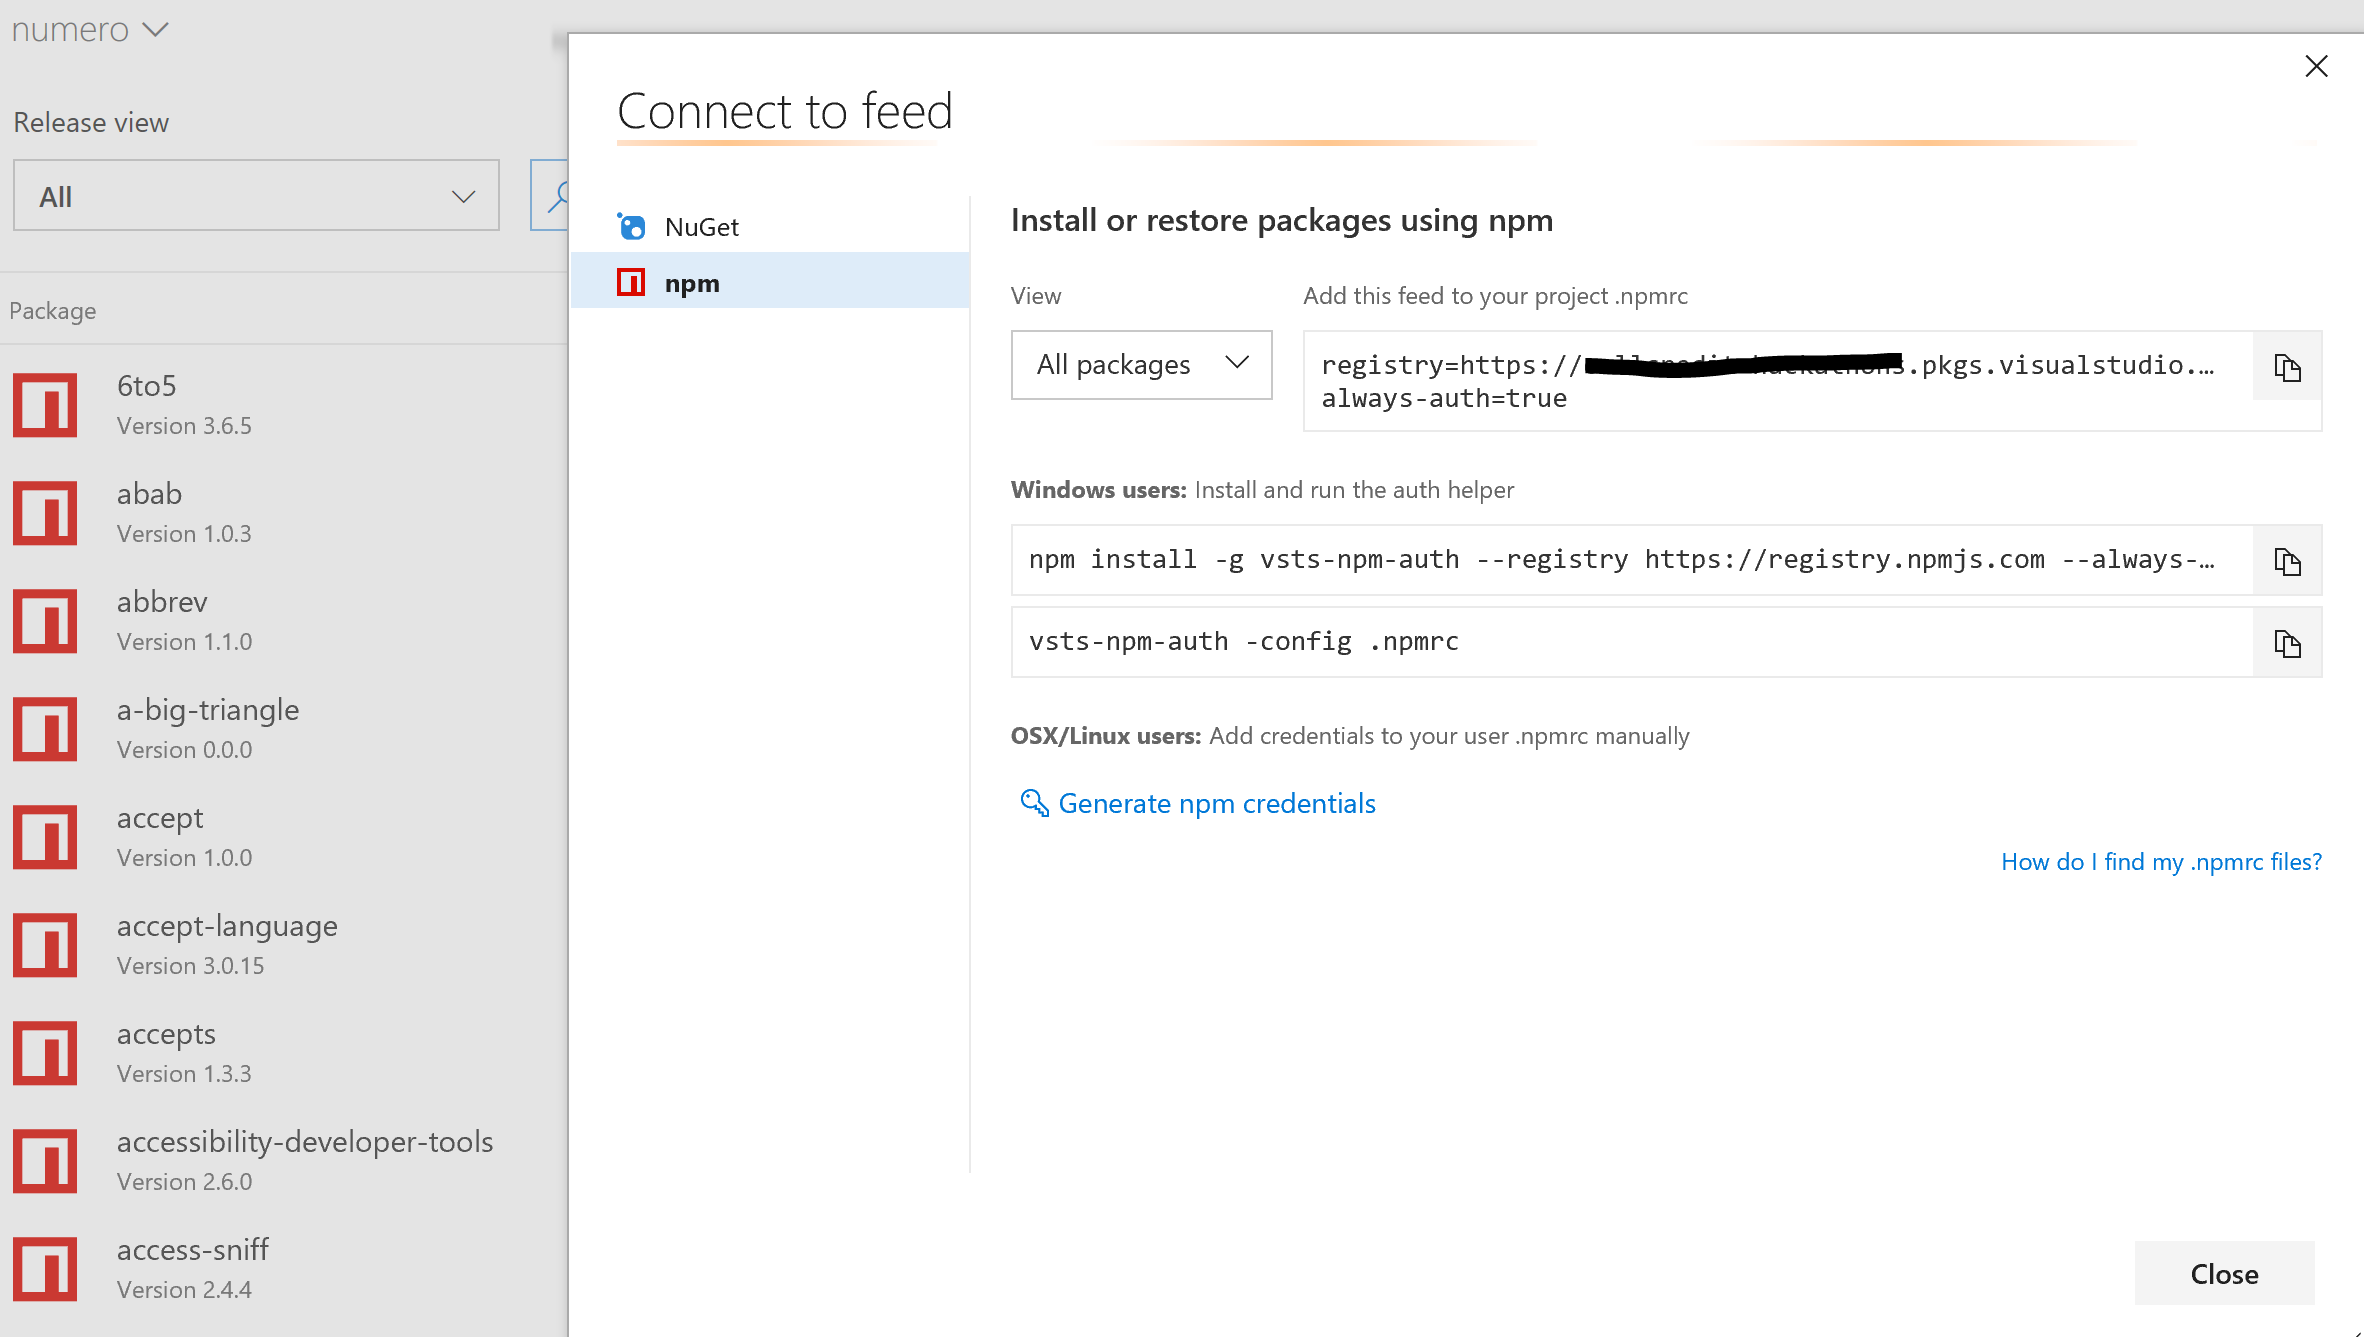 numero
Release view
All
Package
6to5
Version 3.6.5
abab
Version 1.0.3
abbrev
Version 1.1.0
a-big-triangle
Version 0.0.0
accept
Version 1.0.0
accept-language
Version 3.0.15
accepts
Version 1.3.3
accessibility-developer-tools
Version 2.6.0
access-sniff
Version 2.4.4
Connect to feed
NuGet
npm
Install or restore packages using npm
View
Add this feed to your project .npmrc
All packages
registry=https:// .pkgs.visualstudio.…
always-auth=true
Windows users: Install and run the auth helper
npm install -g vsts-npm-auth --registry https://registry.npmjs.com --always-…
vsts-npm-auth -config .npmrc
OSX/Linux users: Add credentials to your user .npmrc manually
Generate npm credentials
How do I find my .npmrc files?
Close